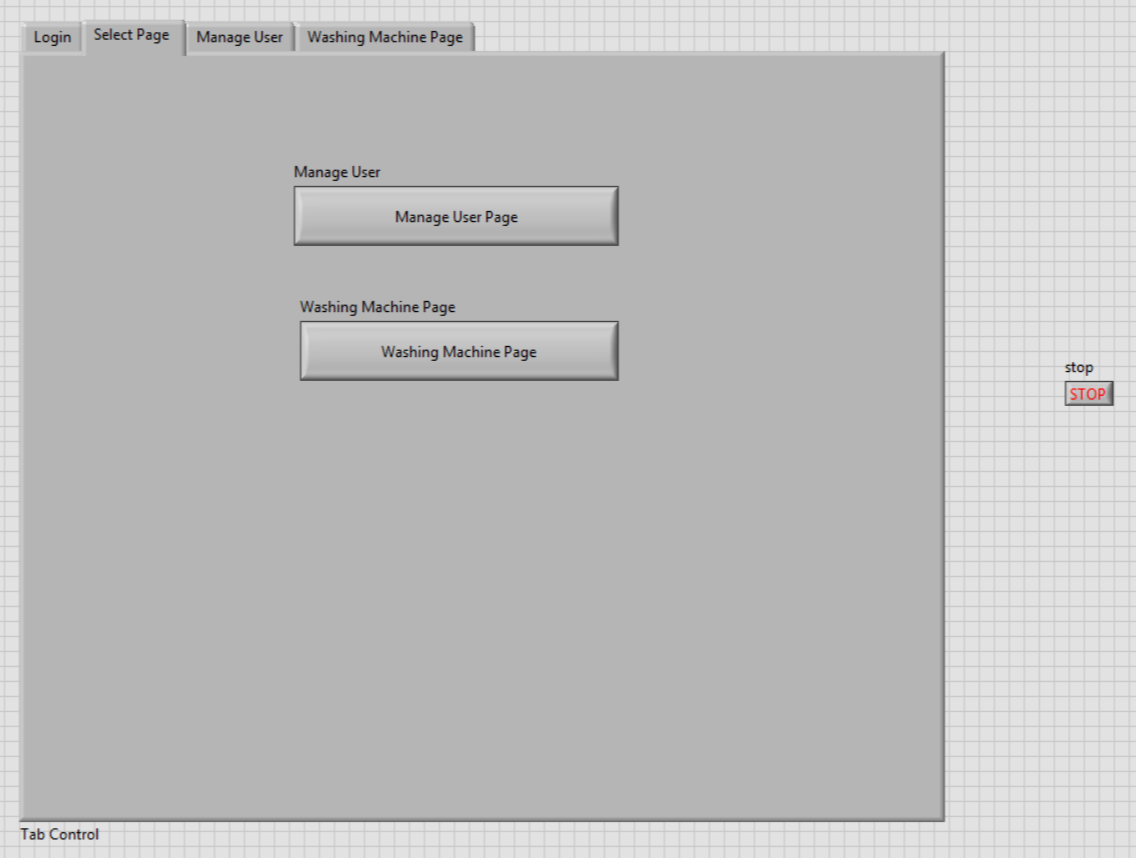 Login Select Page Manage User Washing Machine Page
Manage User
Manage User Page
Washing Machine Page
Washing Machine Page
stop
STOP
Tab Control